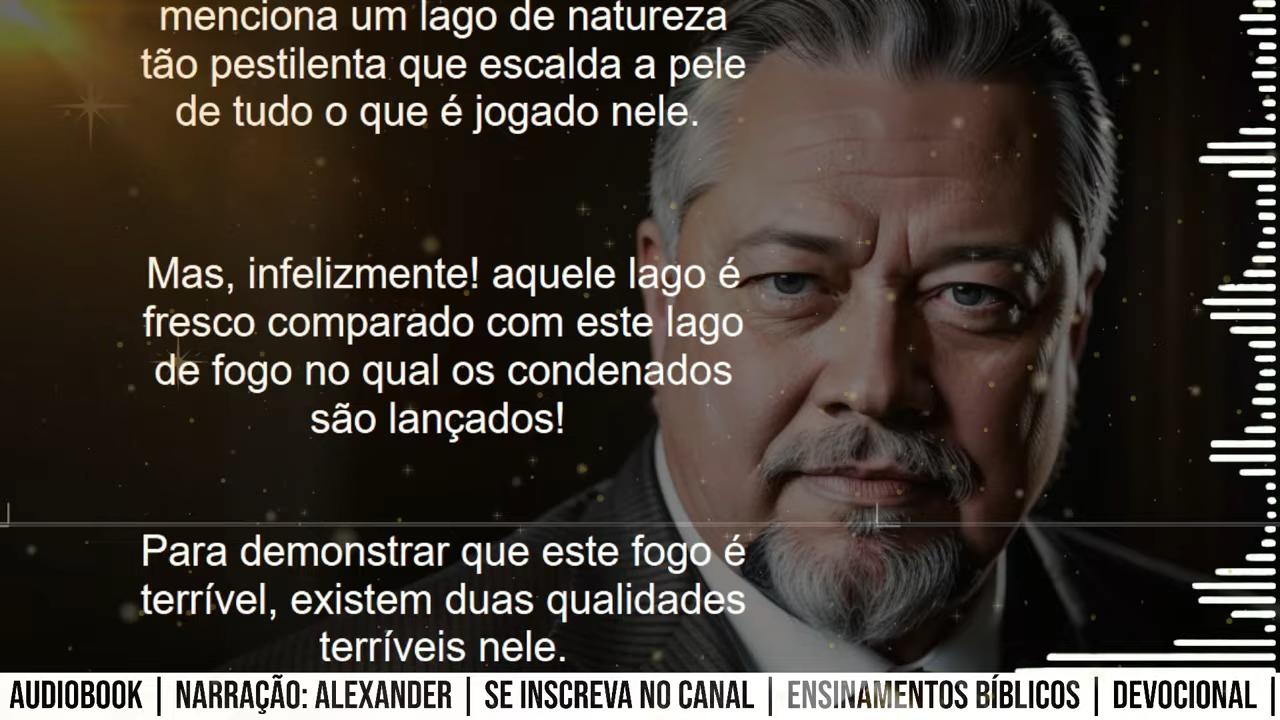 menciona um lago de natureza
tão pestilenta que escalda a pele
de tudo o que é jogado nele.
Mas, infelizmente! aquele lago é
fresco comparado com este lago
de fogo no qual os condenados
são lançados!
Para demonstrar que este fogo é
terrível, existem duas qualidades
terríveis nele.
AUDIOBOOK | NARRAÇÃO: ALEXANDER | SE INSCREVA NO CANAL | ENSINAMENTOS BÍBLICOS | DEVOCIONAL |